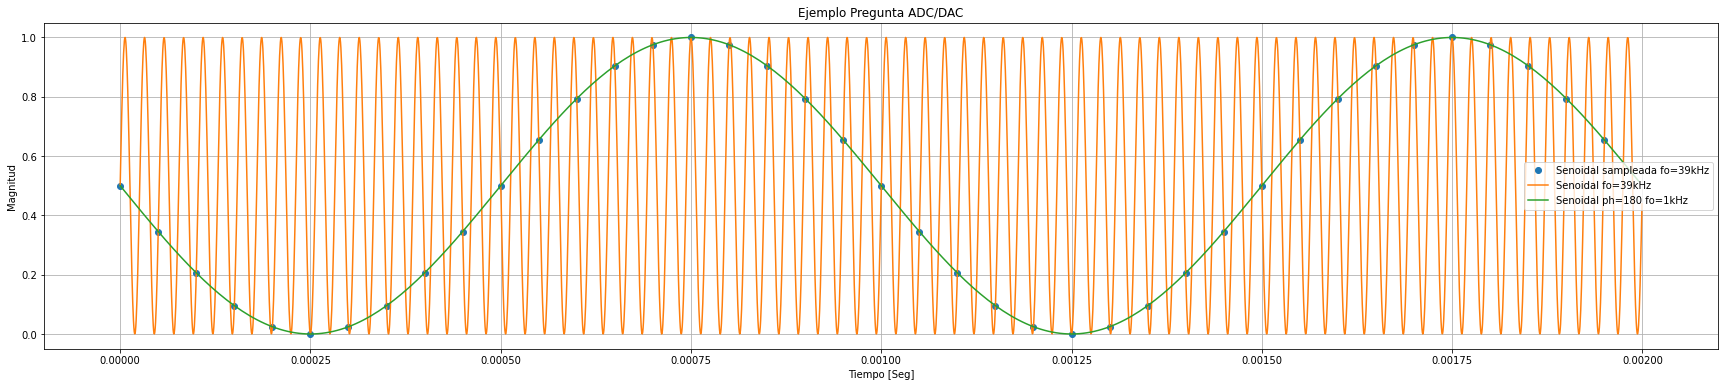 Ejemplo Pregunta ADC/DAC
1.0
0.8
0.6
0.4
0.2
0.0
Magnitud
Senoidal sampleada fo=39kHz
Senoidal fo=39kHz
Senoidal ph=180 fo=1kHz
0.00000 0.00025 0.00050 0.00075 0.00100 0.00125 0.00150 0.00175 0.00200
Tiempo [Seg]